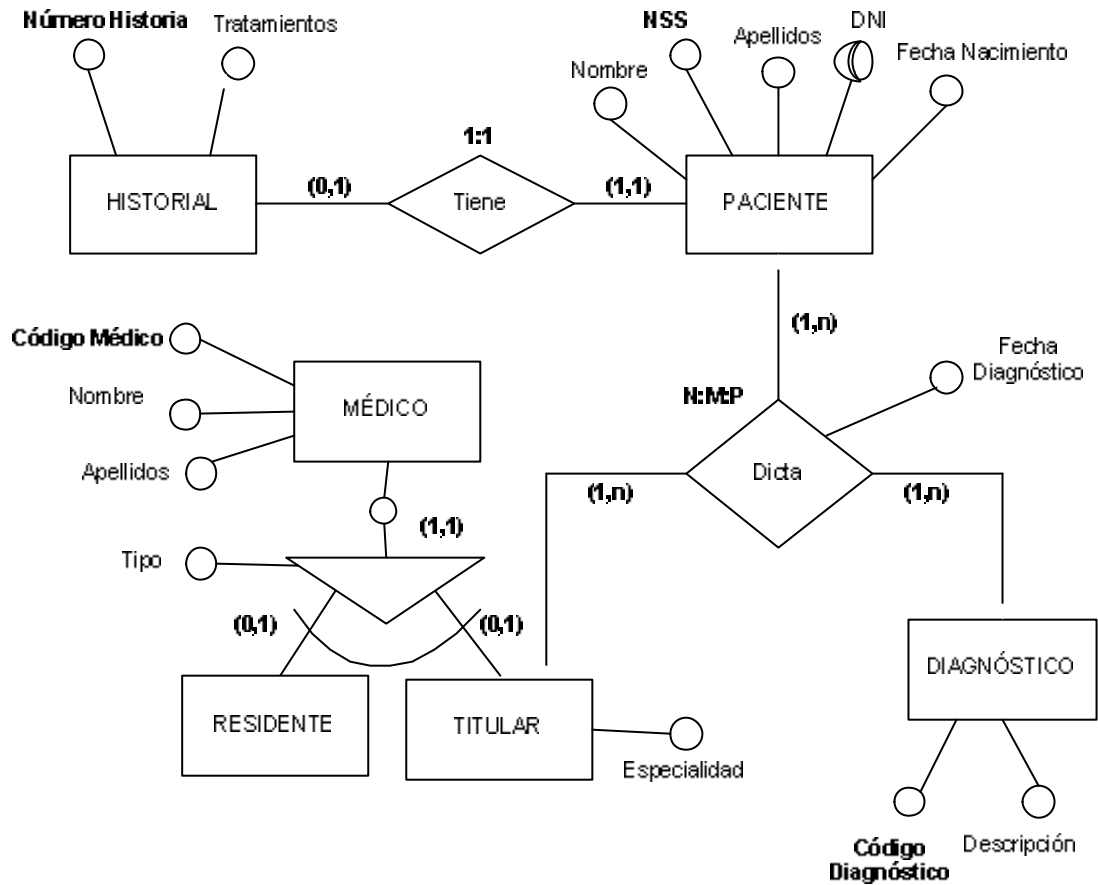 Número Historia
Tratamientos
NSS
Apellidos
DNI
Nombre
Fecha Nacimiento
1:1
HISTORIAL
(0,1)
Tiene
(1,1)
PACIENTE
(1,n)
Código Médico
Nombre
Apellidos
MÉDICO
Fecha
Diagnóstico
N:M:P
Dicta
(1,n)
(1,n)
(1,1)
Tipo
(0,1)
(0,1)
RESIDENTE
TITULAR
DIAGNÓSTICO
Especialidad
Código
Diagnóstico
Descripción